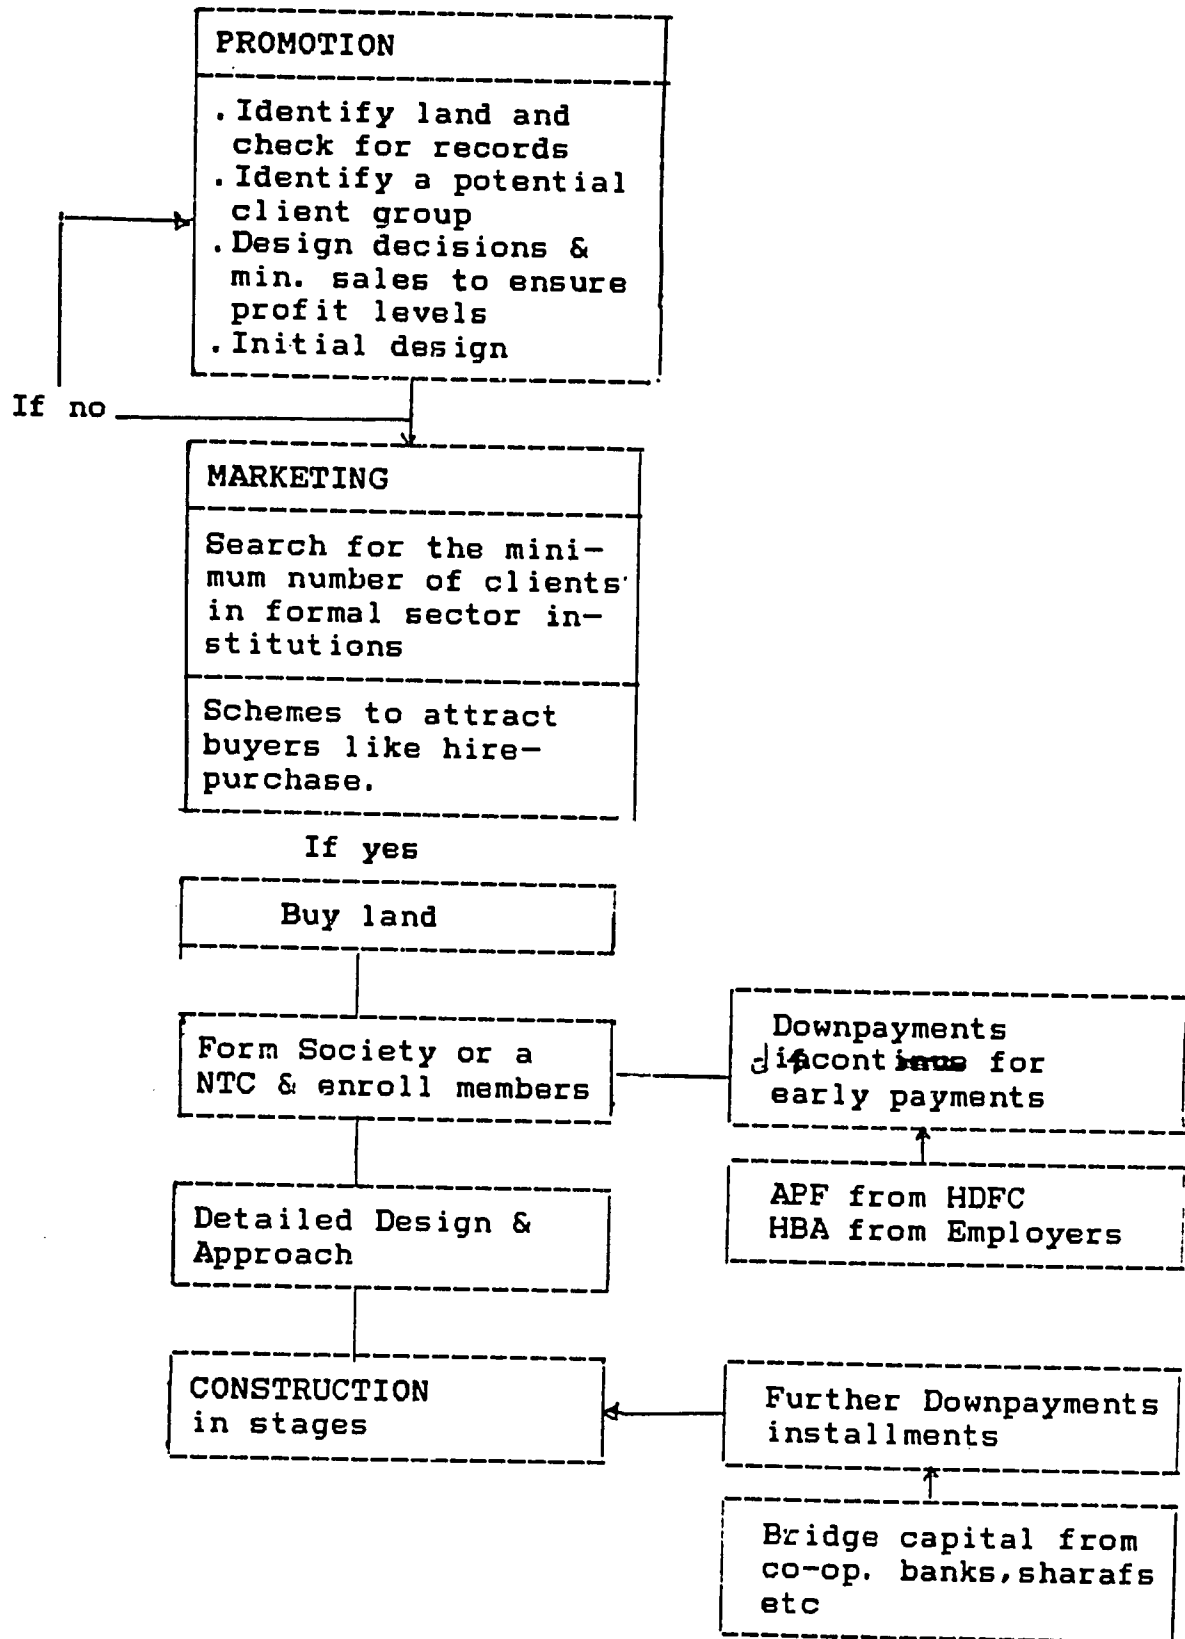 PROMOTION
. Identify land and
check for records
. Identify a potential
client group
. Design decisions &
min. sales to ensure
profit levels
. Initial design
If no
MARKETING
Search for the mini-
mum number of clients
in formal sector in-
stitutions
Schemes to attract
buyers like hire-
purchase.
If yes
Buy land
Form Society or a
NTC & enroll members
Downpayments
for
early payments
APF from HDFC
HBA from Employers
Detailed Design &
Approach
CONSTRUCTION
in stages
Further Downpayments
installments
Bridge capital from
co-op. banks, sharafs
etc